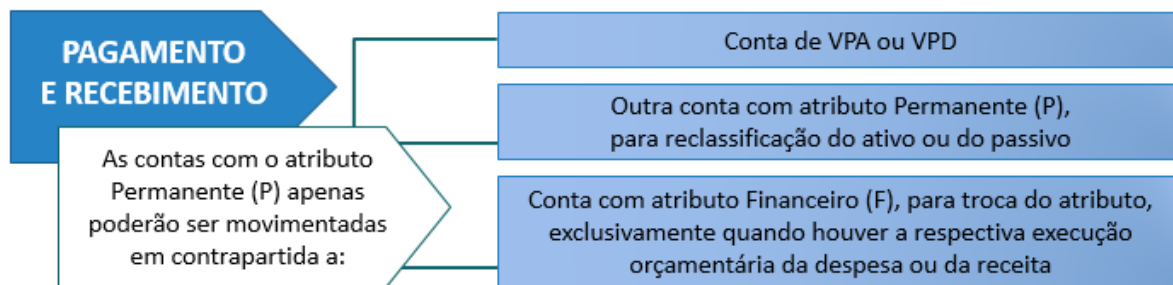 PAGAMENTO
E RECEBIMENTO
As contas com o atributo
Permanente (P) apenas
poderão ser movimentadas
em contrapartida a:
Conta de VPA ou VPD
Outra conta com atributo Permanente (P),
para reclassificação do ativo ou do passivo
Conta com atributo Financeiro (F), para troca do atributo,
exclusivamente quando houver a respectiva execução
orçamentária da despesa ou da receita